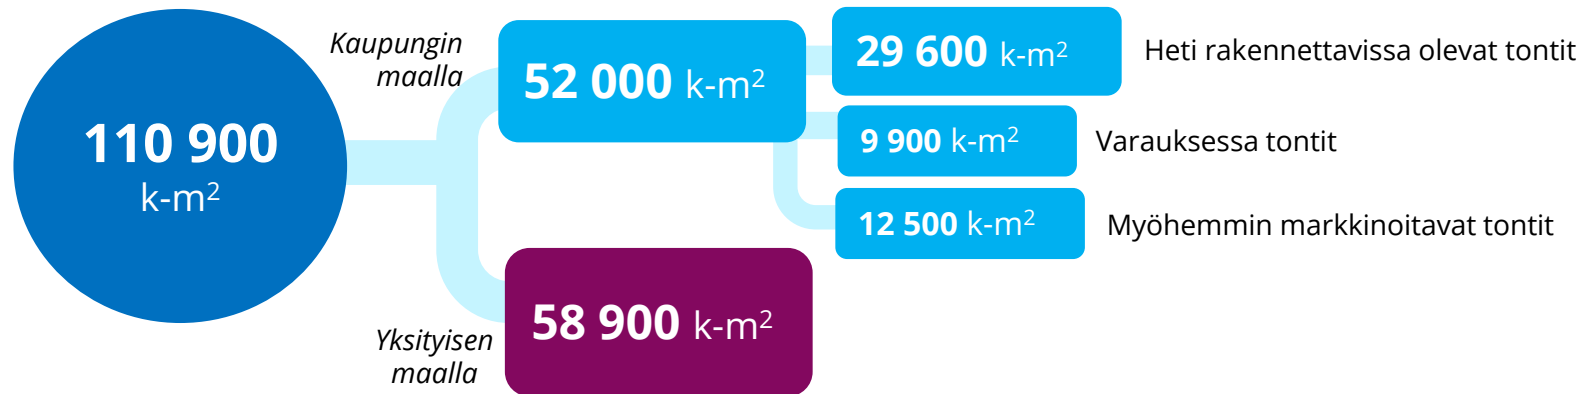 110 900
k-m²
Kaupungin
maalla
52 000 k-m²
29 600 k-m²
Heti rakennettavissa olevat tontit
9 900 k-m²
Varauksessa tontit
12 500 k-m²
Myöhemmin markkinoitavat tontit
Yksityisen
maalla
58 900 k-m²